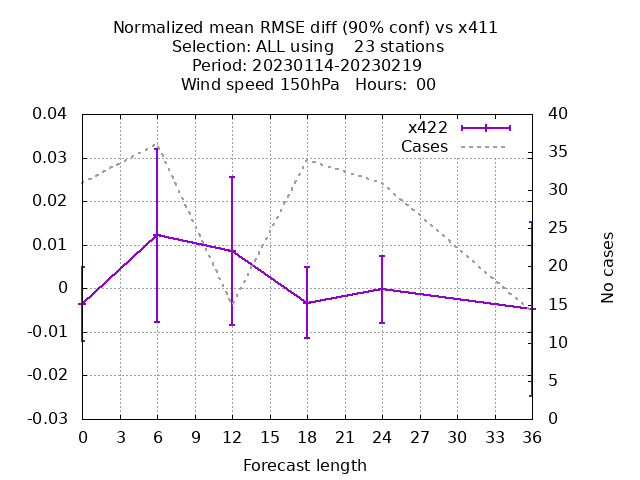 Normalized mean RMSE diff (90% conf) vs x411
Selection: ALL using    23 stations
Period: 20230114-20230219
Wind speed 150hPa   Hours:  00
x422
Cases
0.04
0.03
0.02
0.01
0
-0.01
-0.02
-0.03
40
35
30
25
20
15
10
5
0
No cases
0 3 6 9 12 15 18 21 24 27 30 33 36
Forecast length